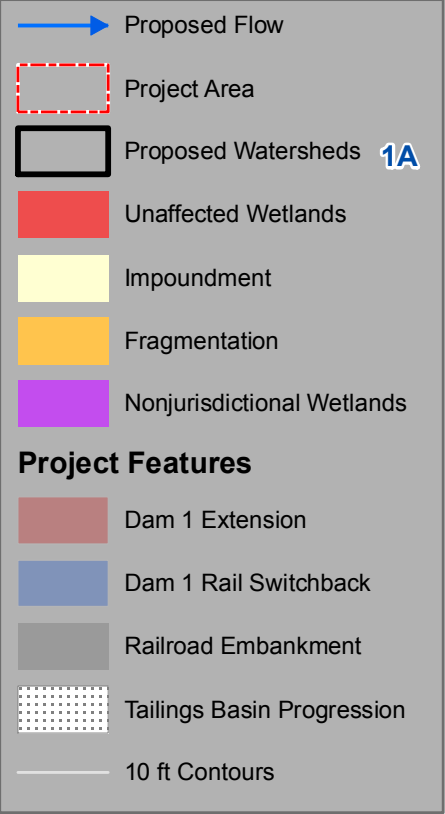 Proposed Flow
Project Area
Proposed Watersheds 1A
Unaffected Wetlands
Impoundment
Fragmentation
Nonjurisdictional Wetlands
Project Features
Dam 1 Extension
Dam 1 Rail Switchback
Railroad Embankment
Tailings Basin Progression
10 ft Contours